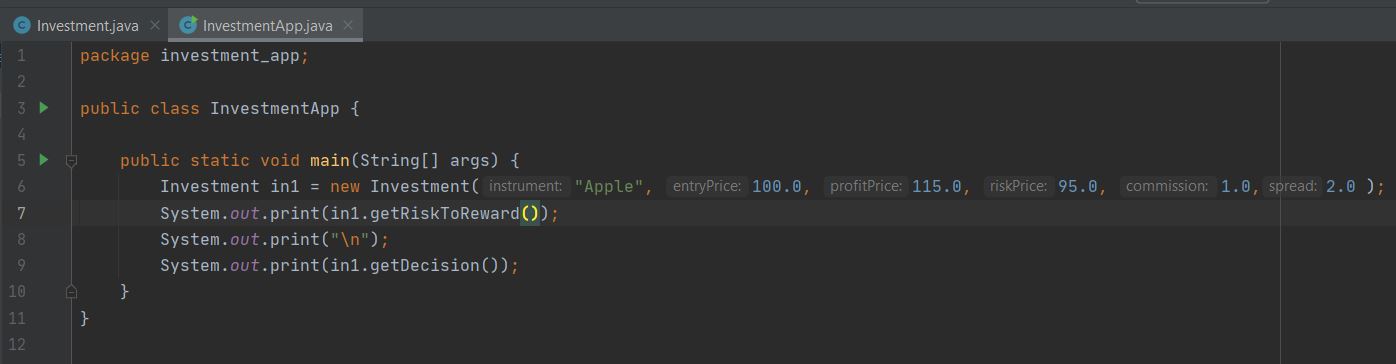 Investment.java InvestmentApp.java
1 package investment_app;
2
3 public class InvestmentApp {
4
5 public static void main(String[] args) {
6 Investment in1 = new Investment( instrument: "Apple", entryPrice: 100.0, profitPrice: 115.0, riskPrice: 95.0, commission: 1.0, spread: 2.0 );
7 System.out.print(in1.getRiskToReward());
8 System.out.print("\n");
9 System.out.print(in1.getDecision());
10 }
11 }
12